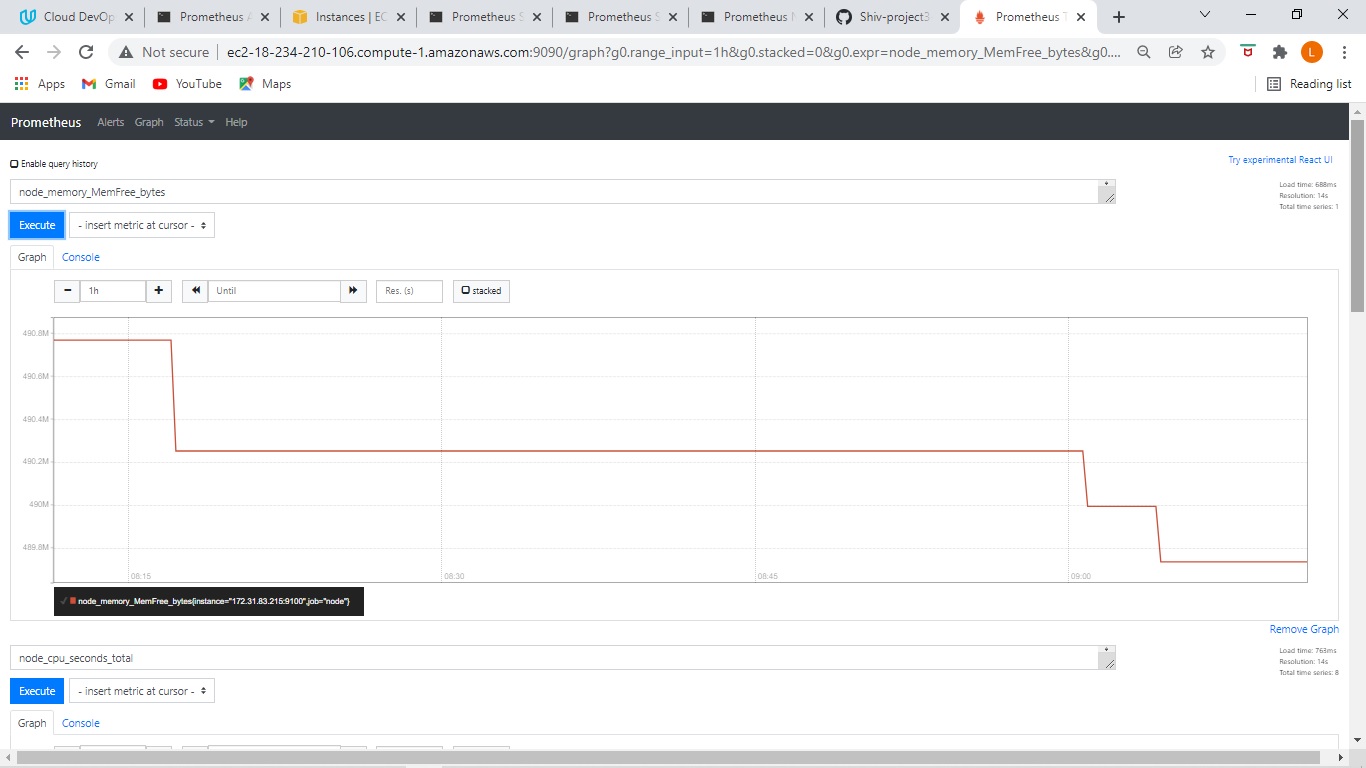 Cloud DevOp
Prometheus A
Instances | EC
Prometheus S
Prometheus S
Prometheus M
Shiv-project3
Prometheus T
Not secure
ec2-18-234-210-106.compute-1.amazonaws.com:9090/graph?g0.range_input=1h&g0.stacked=0&g0.expr=node_memory_MemFree_bytes&g0....
L
Apps
Gmail
YouTube
Maps
Reading list
Prometheus
Alerts
Graph
Status
Help
Enable query history
Try experimental React UI
node_memory_MemFree_bytes
Load time: 688ms
Resolution: 14s
Total time series: 1
Execute
- insert metric at cursor -
Graph
Console
1h
Until
Res. (s)
stacked
490.8M
490.6M
490.4M
490.2M
490M
489.8M
08:15
08:30
08:45
09:00
node_memory_MemFree_bytes{instance="172.31.83.215:9100",job="node"}
Remove Graph
node_cpu_seconds_total
Load time: 763ms
Resolution: 14s
Total time series: 8
Execute
- insert metric at cursor -
Graph
Console